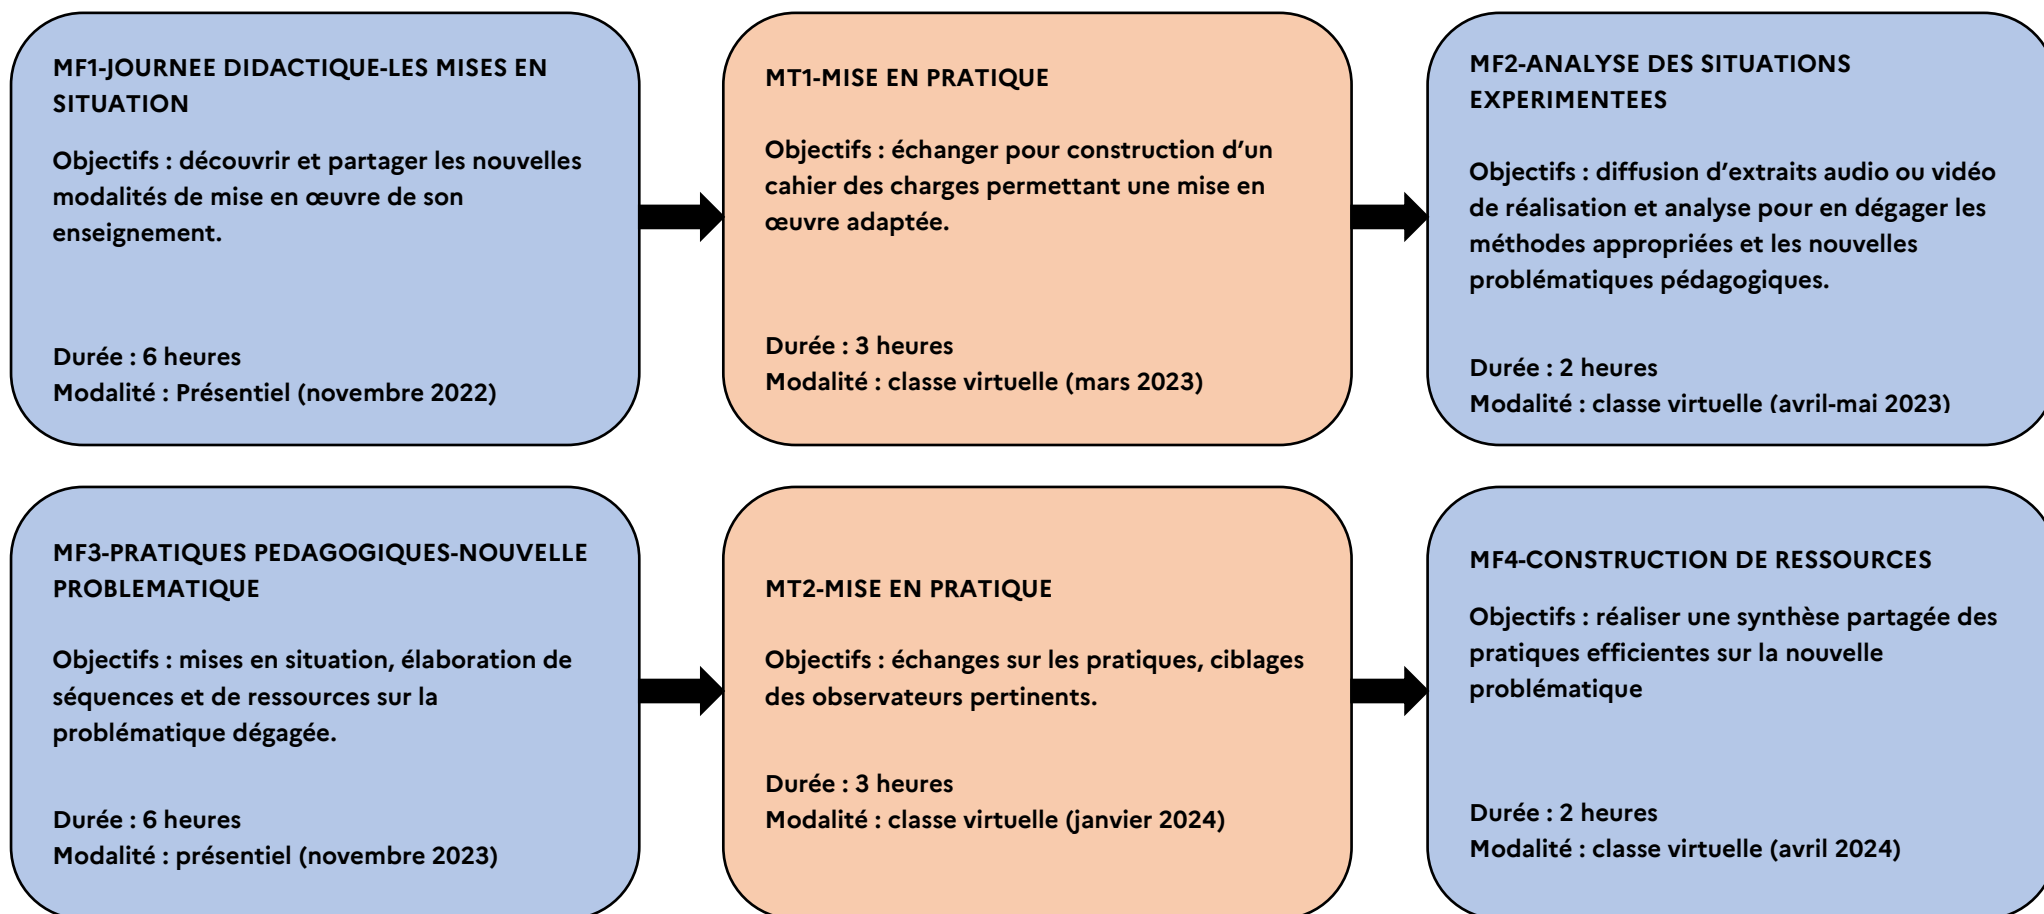 MF1-JOURNEE DIDACTIQUE-LES MISES EN
SITUATION
Objectifs : découvrir et partager les nouvelles
modalités de mise en œuvre de son
enseignement.
Durée : 6 heures
Modalité : Présentiel (novembre 2022)
MT1-MISE EN PRATIQUE
Objectifs : échanger pour construction d’un
cahier des charges permettant une mise en
œuvre adaptée.
Durée : 3 heures
Modalité : classe virtuelle (mars 2023)
MF2-ANALYSE DES SITUATIONS
EXPERIMENTEES
Objectifs : diffusion d’extraits audio ou vidéo
de réalisation et analyse pour en dégager les
méthodes appropriées et les nouvelles
problématiques pédagogiques.
Durée : 2 heures
Modalité : classe virtuelle (avril-mai 2023)
MF3-PRATIQUES PEDAGOGIQUES-NOUVELLE
PROBLEMATIQUE
Objectifs : mises en situation, élaboration de
séquences et de ressources sur la
problématique dégagée.
Durée : 6 heures
Modalité : présentiel (novembre 2023)
MT2-MISE EN PRATIQUE
Objectifs : échanges sur les pratiques, ciblages
des observateurs pertinents.
Durée : 3 heures
Modalité : classe virtuelle (janvier 2024)
MF4-CONSTRUCTION DE RESSOURCES
Objectifs : réaliser une synthèse partagée des
pratiques efficientes sur la nouvelle
problématique
Durée : 2 heures
Modalité : classe virtuelle (avril 2024)